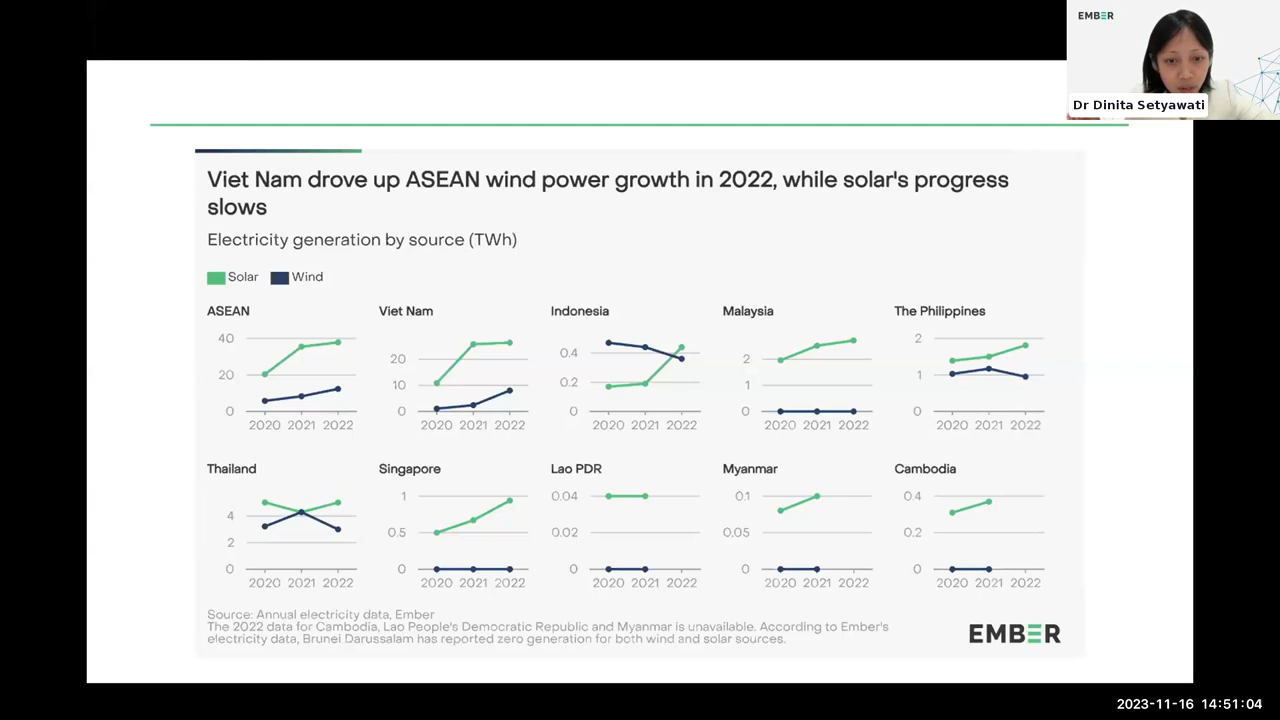 EMBER
Dr Dinita Setyawati
Viet Nam drove up ASEAN wind power growth in 2022, while solar's progress
slows
Electricity generation by source (TWh)
Solar Wind
ASEAN
40
20
0
2020 2021 2022
Viet Nam
20
10
0
2020 2021 2022
Indonesia
0.4
0.2
0
2020 2021 2022
Malaysia
2
1
0
2020 2021 2022
The Philippines
2
1
0
2020 2021 2022
Thailand
4
2
0
2020 2021 2022
Singapore
1
0.5
0
2020 2021 2022
Lao PDR
0.04
0.02
0
2020 2021 2022
Myanmar
0.1
0.05
0
2020 2021 2022
Cambodia
0.4
0.2
0
2020 2021 2022
Source: Annual electricity data, Ember
The 2022 data for Cambodia, Lao People's Democratic Republic and Myanmar is unavailable. According to Ember's
electricity data, Brunei Darussalam has reported zero generation for both wind and solar sources.
EMBER
2023-11-16 14:51:04